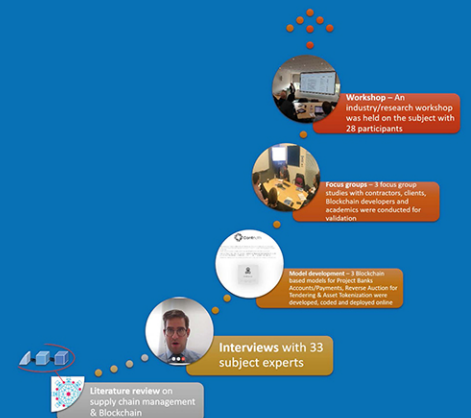 Workshop – An
industry/research workshop
was held on the subject with
28 participants
Focus groups – 3 focus group
studies with contractors, clients,
Blockchain developers and
academics were conducted for
validation
Model development – 3 Blockchain
based models for Project Banks
Accounts/Payments, Reverse Auction for
Tendering & Asset Tokenization were
developed, coded and deployed online
Interviews with 33
subject experts
Literature review on
supply chain management
& Blockchain